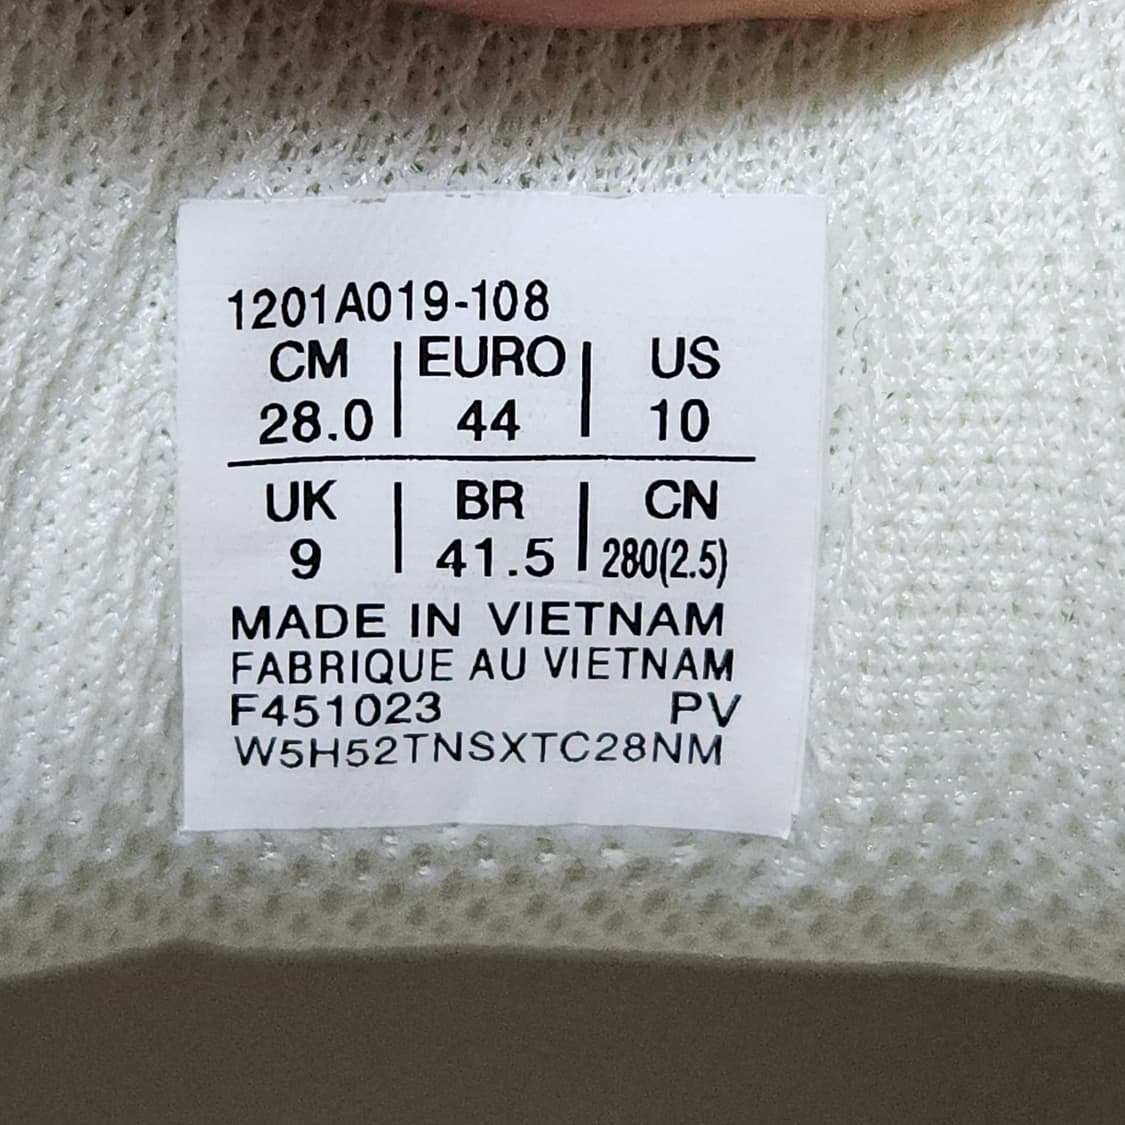 1201A019-108
CM | EURO | US
28.0 | 44 | 10
UK | BR | CN
9 | 41.5 | 280(2.5)
MADE IN VIETNAM
FABRIQUE AU VIETNAM
F451023 PV
W5H52TNSXTC28NM